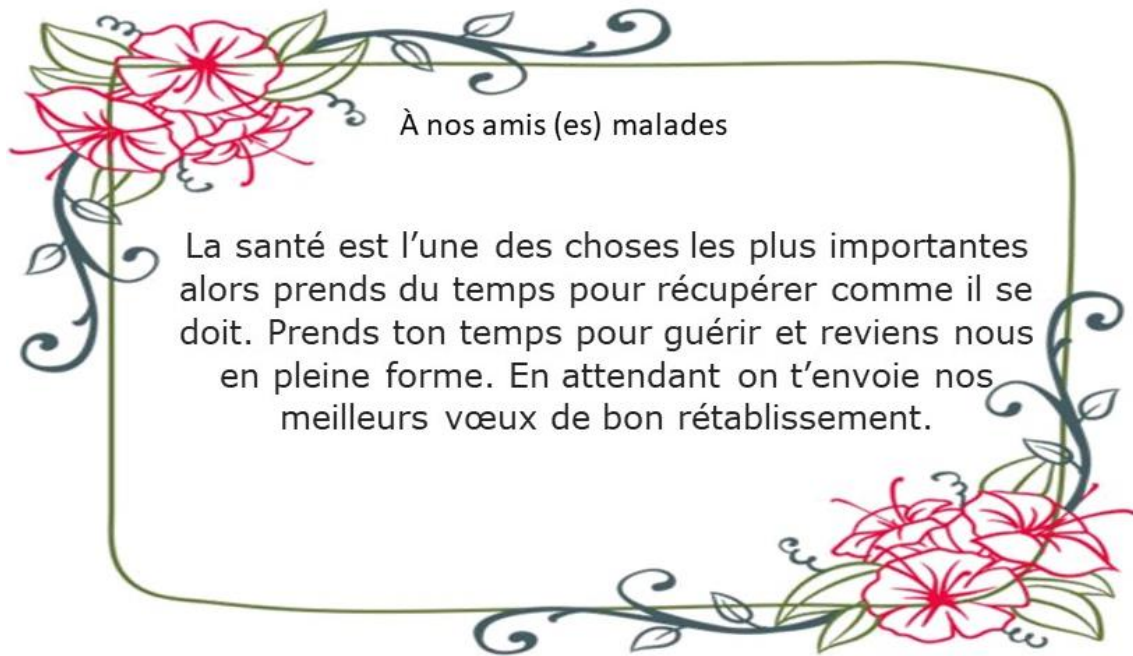 À nos amis (es) malades
La santé est l’une des choses les plus importantes
alors prends du temps pour récupérer comme il se
doit. Prends ton temps pour guérir et reviens nous
en pleine forme. En attendant on t’envoie nos
meilleurs vœux de bon rétablissement.